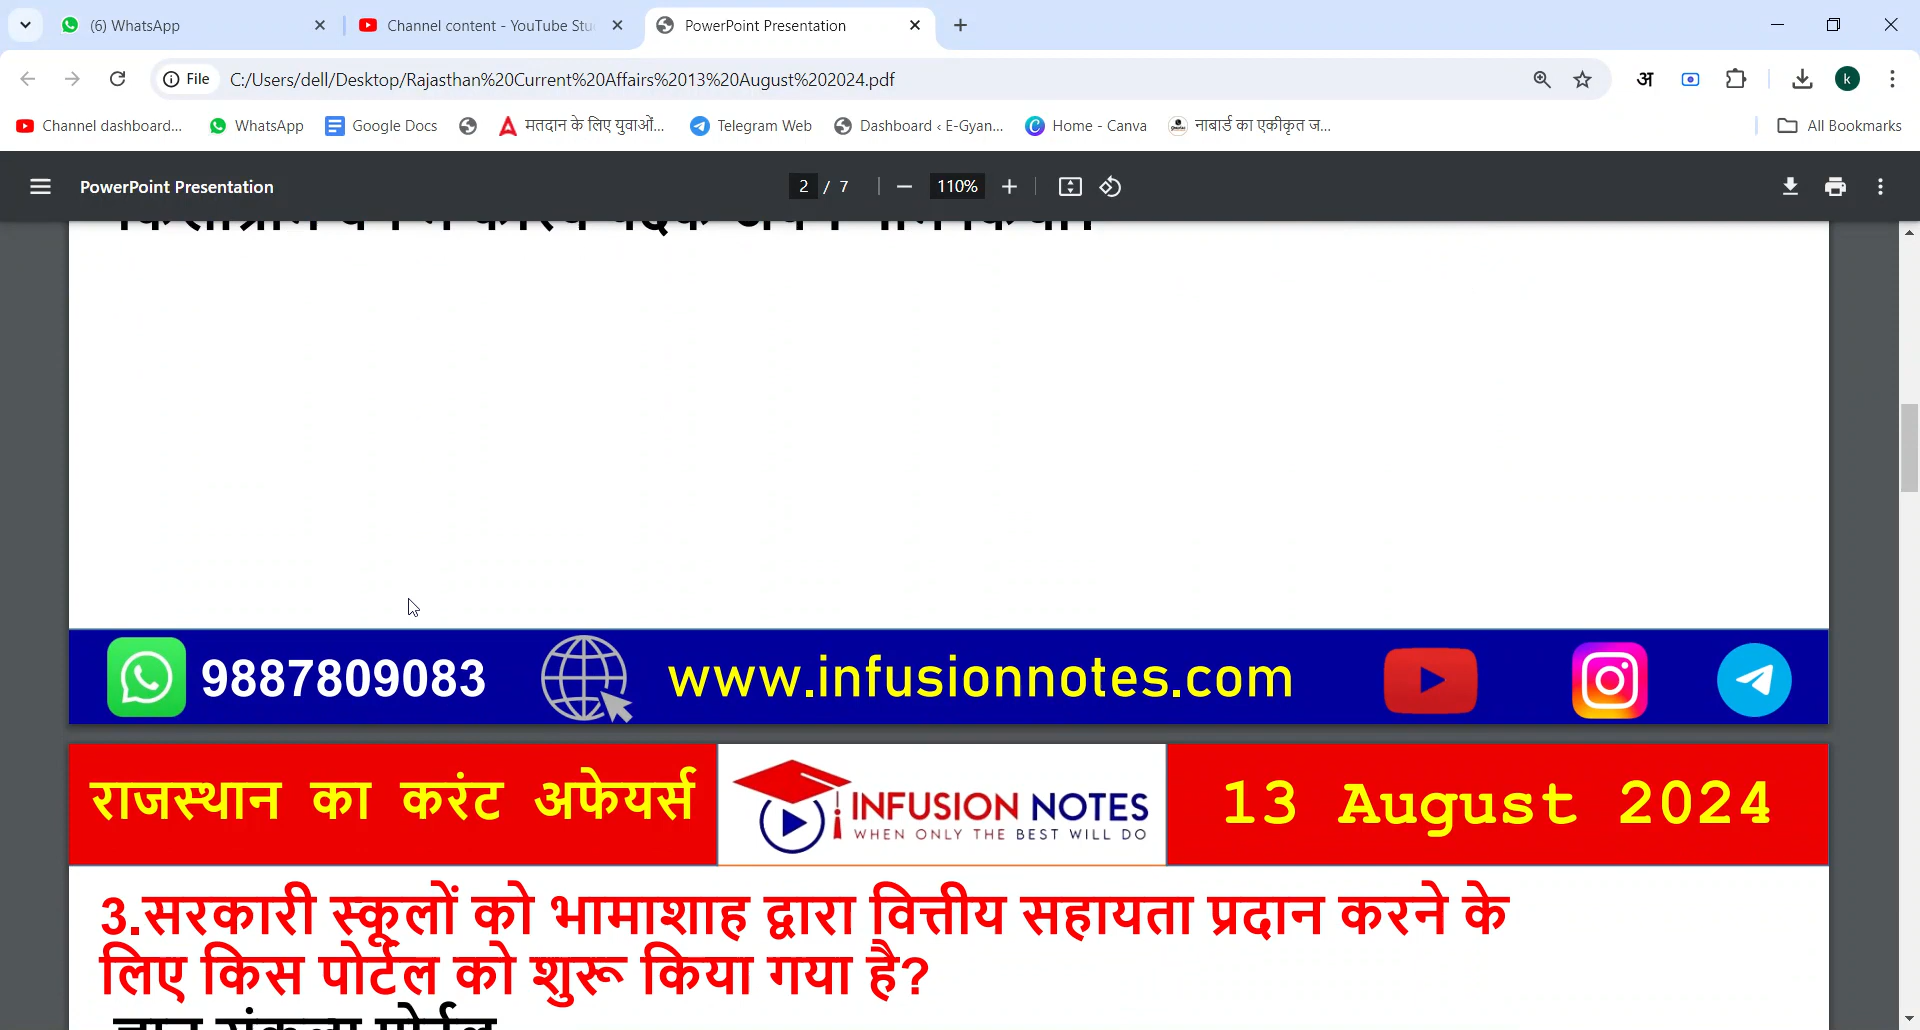 (6) WhatsApp
Channel content - YouTube Stu
PowerPoint Presentation
File
C:/Users/dell/Desktop/Rajasthan%20Current%20Affairs%2013%20August%202024.pdf
अ
k
Channel dashboard...
WhatsApp
Google Docs
मतदान के लिए युवाओं...
Telegram Web
Dashboard ‹ E-Gyan...
Home - Canva
नाबार्ड का एकीकृत ज...
All Bookmarks
PowerPoint Presentation
2 / 7
110%
9887809083
www.infusionnotes.com
राजस्थान का करंट अफेयर्स
INFUSION NOTES
WHEN ONLY THE BEST WILL DO
13 August 2024
3.सरकारी स्कूलों को भामाशाह द्वारा वित्तीय सहायता प्रदान करने के
लिए किस पोर्टल को शुरू किया गया है?